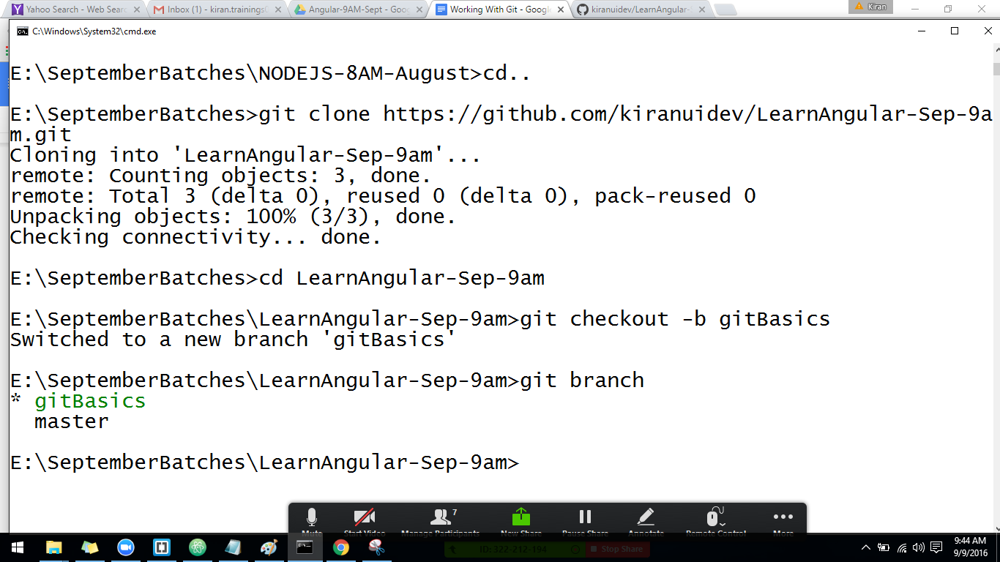 Yahoo Search - Web Sear
Inbox (1) - kiran.trainings
Angular-9AM-Sept - Goo
Working With Git - Google
kiranuidev/LearnAngular-
Kiran
C:\Windows\System32\cmd.exe
E:\SeptemberBatches\NODEJS-8AM-August>cd..
E:\SeptemberBatches>git clone https://github.com/kiranuidev/LearnAngular-Sep-9a
m.git
Cloning into 'LearnAngular-Sep-9am'...
remote: Counting objects: 3, done.
remote: Total 3 (delta 0), reused 0 (delta 0), pack-reused 0
Unpacking objects: 100% (3/3), done.
Checking connectivity... done.
E:\SeptemberBatches>cd LearnAngular-Sep-9am
E:\SeptemberBatches\LearnAngular-Sep-9am>git checkout -b gitBasics
Switched to a new branch 'gitBasics'
E:\SeptemberBatches\LearnAngular-Sep-9am>git branch
* gitBasics
master
E:\SeptemberBatches\LearnAngular-Sep-9am>
7
Mute
Start Video
Manage Participants
New Share
Pause Share
Annotate
Remote Control
More
ID: 322-212-194
Stop Share
9:44 AM
9/9/2016